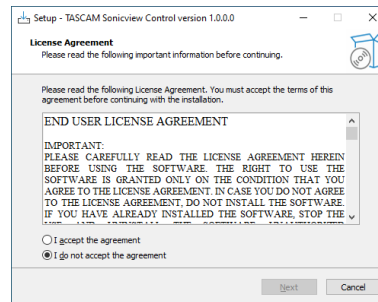 Setup - TASCAM Sonicview Control version 1.0.0.0
License Agreement
Please read the following important information before continuing.
Please read the following License Agreement. You must accept the terms of this
agreement before continuing with the installation.
END USER LICENSE AGREEMENT
IMPORTANT:
PLEASE CAREFULLY READ THE LICENSE AGREEMENT HEREIN
BEFORE USING THE SOFTWARE. THE RIGHT TO USE THE
SOFTWARE IS GRANTED ONLY ON THE CONDITION THAT YOU
AGREE TO THE LICENSE AGREEMENT. IN CASE YOU DO NOT AGREE
TO THE LICENSE AGREEMENT, DO NOT INSTALL THE SOFTWARE.
IF YOU HAVE ALREADY INSTALLED THE SOFTWARE, STOP THE
I accept the agreement
I do not accept the agreement
Next
Cancel